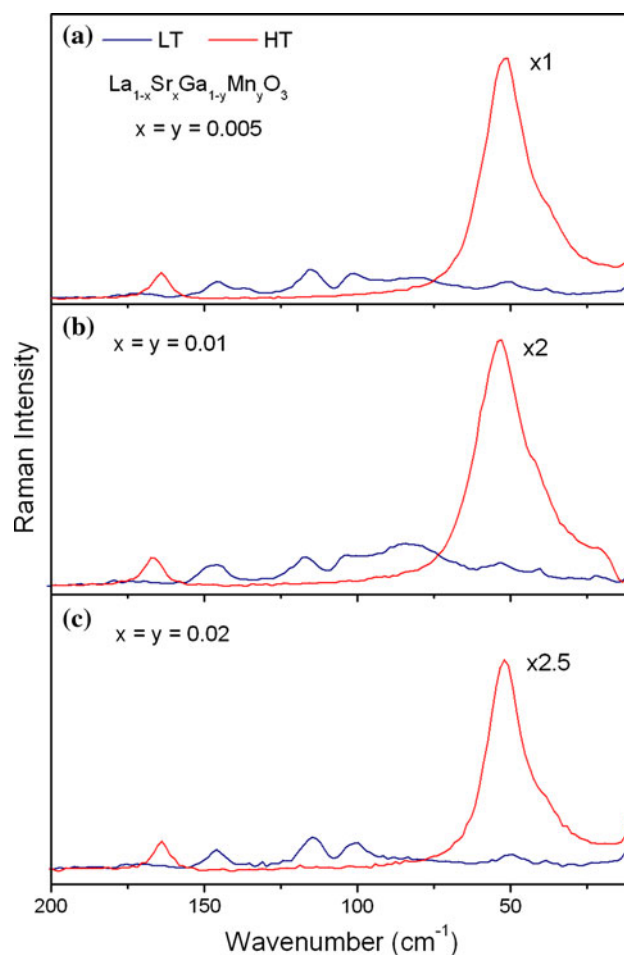 (a)
LT HT
La₁₋ₓSrₓGa₁₋ᵧMnᵧO₃
x = y = 0.005
x1
(b)
x = y = 0.01
x2
(c)
x = y = 0.02
x2.5
Raman Intensity
200 150 100 50
Wavenumber (cm⁻¹)